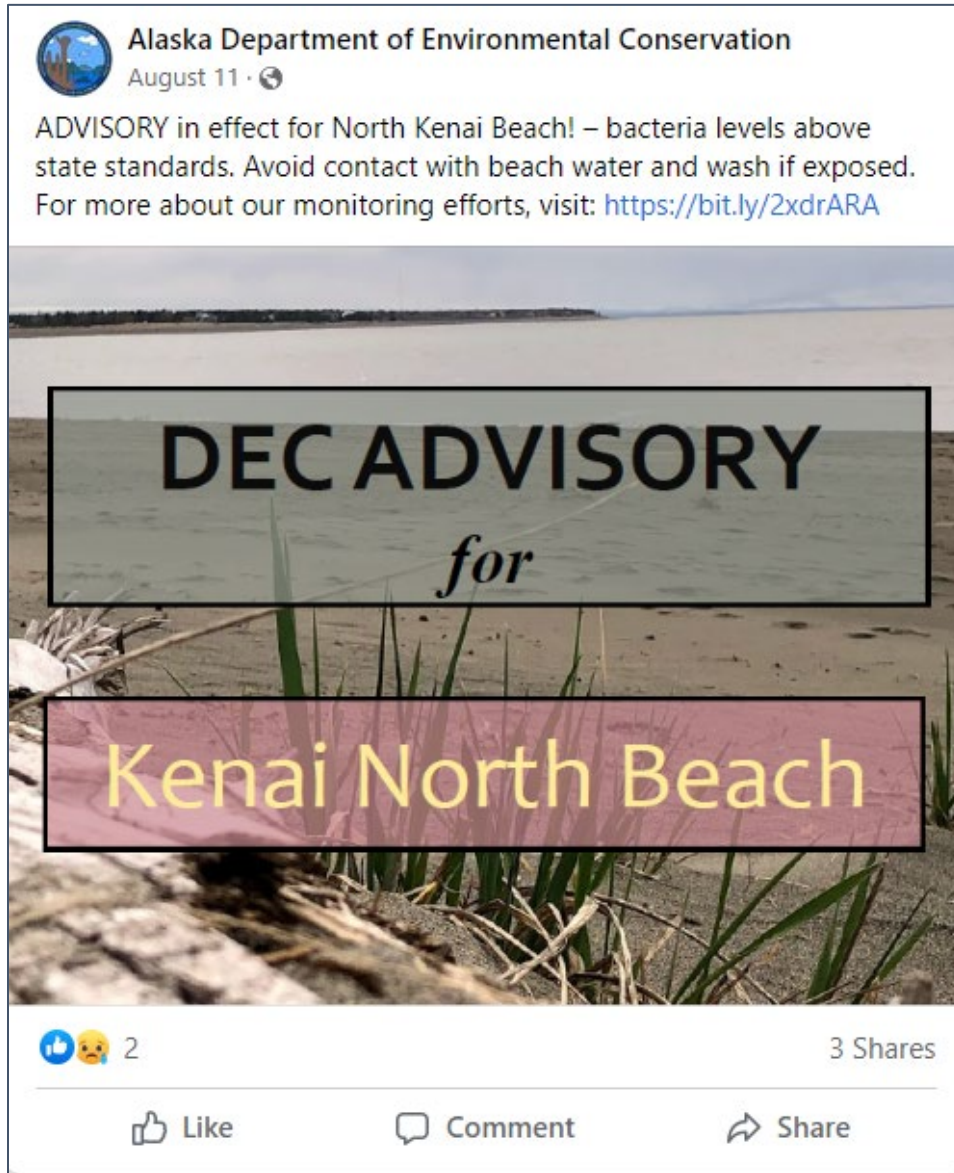 Alaska Department of Environmental Conservation
August 11 ·
ADVISORY in effect for North Kenai Beach! – bacteria levels above
state standards. Avoid contact with beach water and wash if exposed.
For more about our monitoring efforts, visit: https://bit.ly/2xdrARA
DEC ADVISORY
for
Kenai North Beach
2
3 Shares
Like
Comment
Share